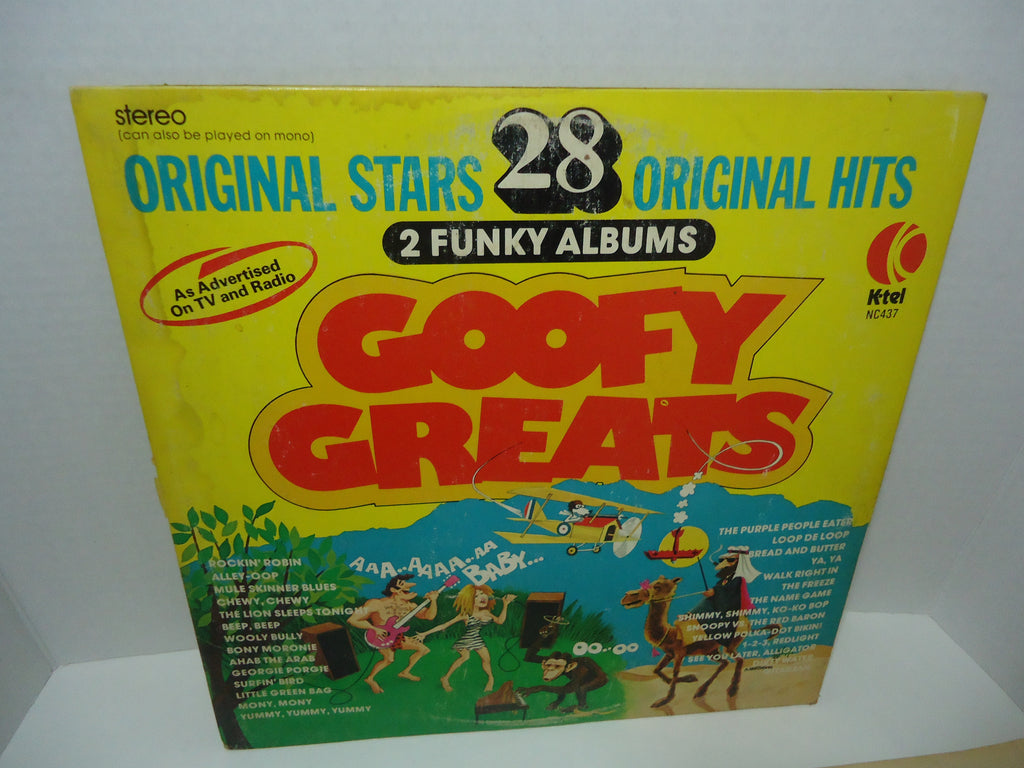 stereo
(can also be played on mono)
ORIGINAL STARS 28 ORIGINAL HITS
2 FUNKY ALBUMS
As Advertised
On TV and Radio
K-tel
NC437
GOOFY
GREATS
AAA..AAAA..AA
BABY...
OO..OO
ROCKIN' ROBIN
ALLEY-OOP
MULE SKINNER BLUES
CHEWY, CHEWY
THE LION SLEEPS TONIGHT
BEEP, BEEP
WOOLY BULLY
BONY MORONIE
AHAB THE ARAB
GEORGIE PORGIE
SURFIN' BIRD
LITTLE GREEN BAG
MONY, MONY
YUMMY, YUMMY, YUMMY
THE PURPLE PEOPLE EATER
LOOP DE LOOP
BREAD AND BUTTER
YA, YA
WALK RIGHT IN
THE FREEZE
THE NAME GAME
SHIMMY, SHIMMY, KO-KO BOP
SNOOPY VS. THE RED BARON
YELLOW POLKA-DOT BIKINI
1-2-3, REDLIGHT
SEE YOU LATER, ALLIGATOR
DIRTY WATER